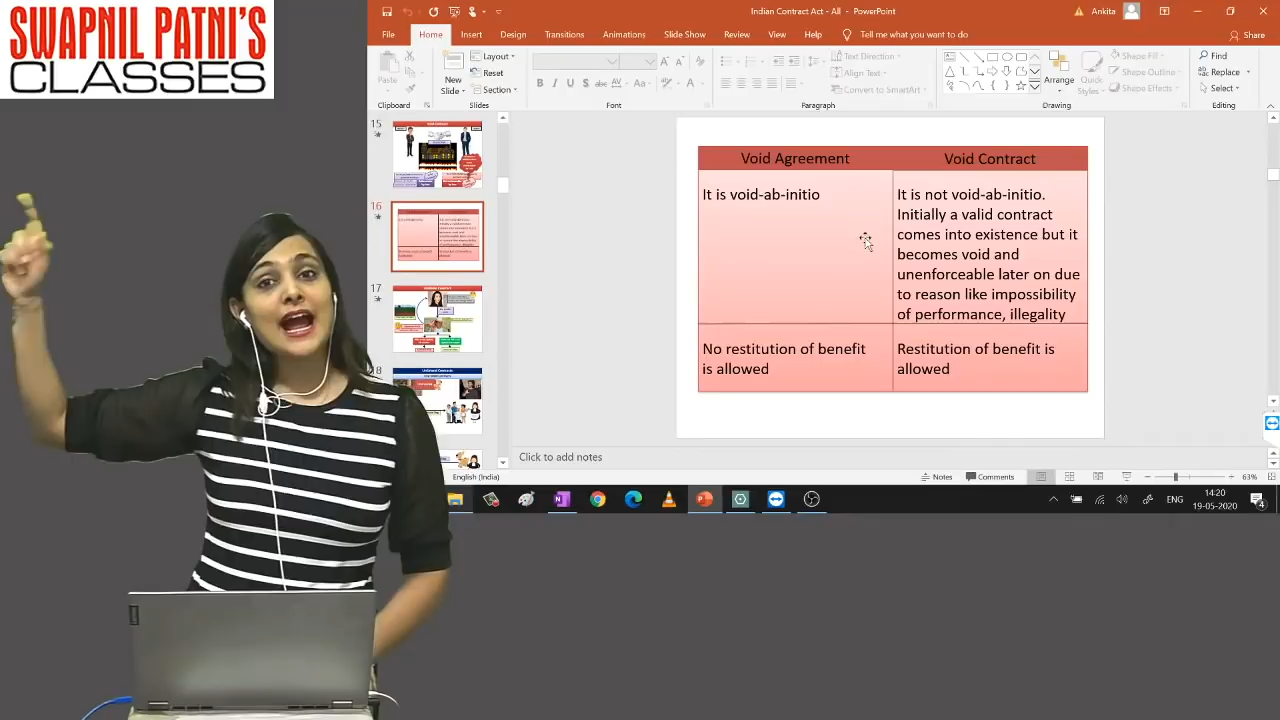 SWAPNIL PATNI'S
CLASSES
Indian Contract Act - All - PowerPoint
Ankita
File Home Insert Design Transitions Animations Slide Show Review View Help Tell me what you want to do Share
Paste
New
Slide
Layout
Reset
Section
Text Direction
Align Text
Convert to SmartArt
Arrange
Quick
Styles
Shape Fill
Shape Outline
Shape Effects
Find
Replace
Select
Clipboard Slides Font Paragraph Drawing Editing
15
16
17
18
Void Agreement
Void Contract
It is void-ab-initio
It is not void-ab-initio.
Initially a valid contract
comes into existence but it
becomes void and
unenforceable later on due
to reason like impossibility
of performance, illegality
No restitution of benefit
is allowed
Restitution of benefit is
allowed
Click to add notes
English (India)
Notes Comments 63%
ENG
14:20
19-05-2020
4